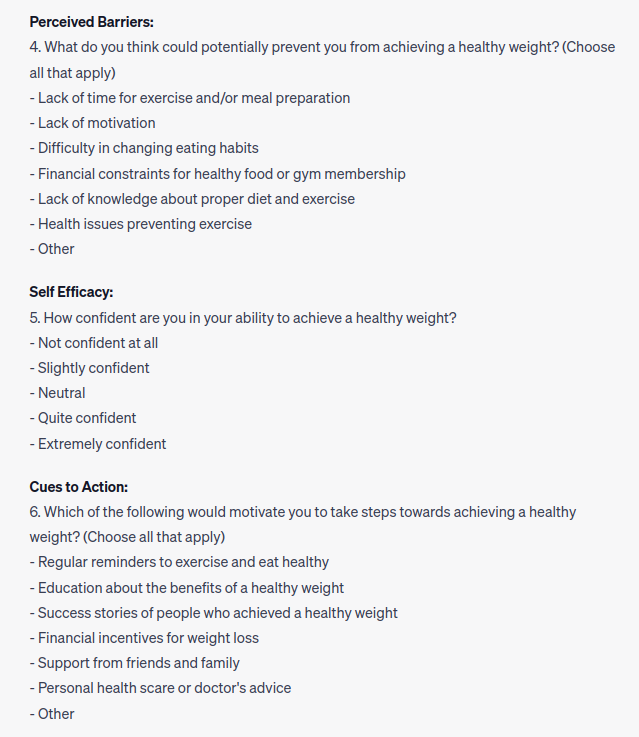 Perceived Barriers:
4. What do you think could potentially prevent you from achieving a healthy weight? (Choose
all that apply)
- Lack of time for exercise and/or meal preparation
- Lack of motivation
- Difficulty in changing eating habits
- Financial constraints for healthy food or gym membership
- Lack of knowledge about proper diet and exercise
- Health issues preventing exercise
- Other
Self Efficacy:
5. How confident are you in your ability to achieve a healthy weight?
- Not confident at all
- Slightly confident
- Neutral
- Quite confident
- Extremely confident
Cues to Action:
6. Which of the following would motivate you to take steps towards achieving a healthy
weight? (Choose all that apply)
- Regular reminders to exercise and eat healthy
- Education about the benefits of a healthy weight
- Success stories of people who achieved a healthy weight
- Financial incentives for weight loss
- Support from friends and family
- Personal health scare or doctor's advice
- Other